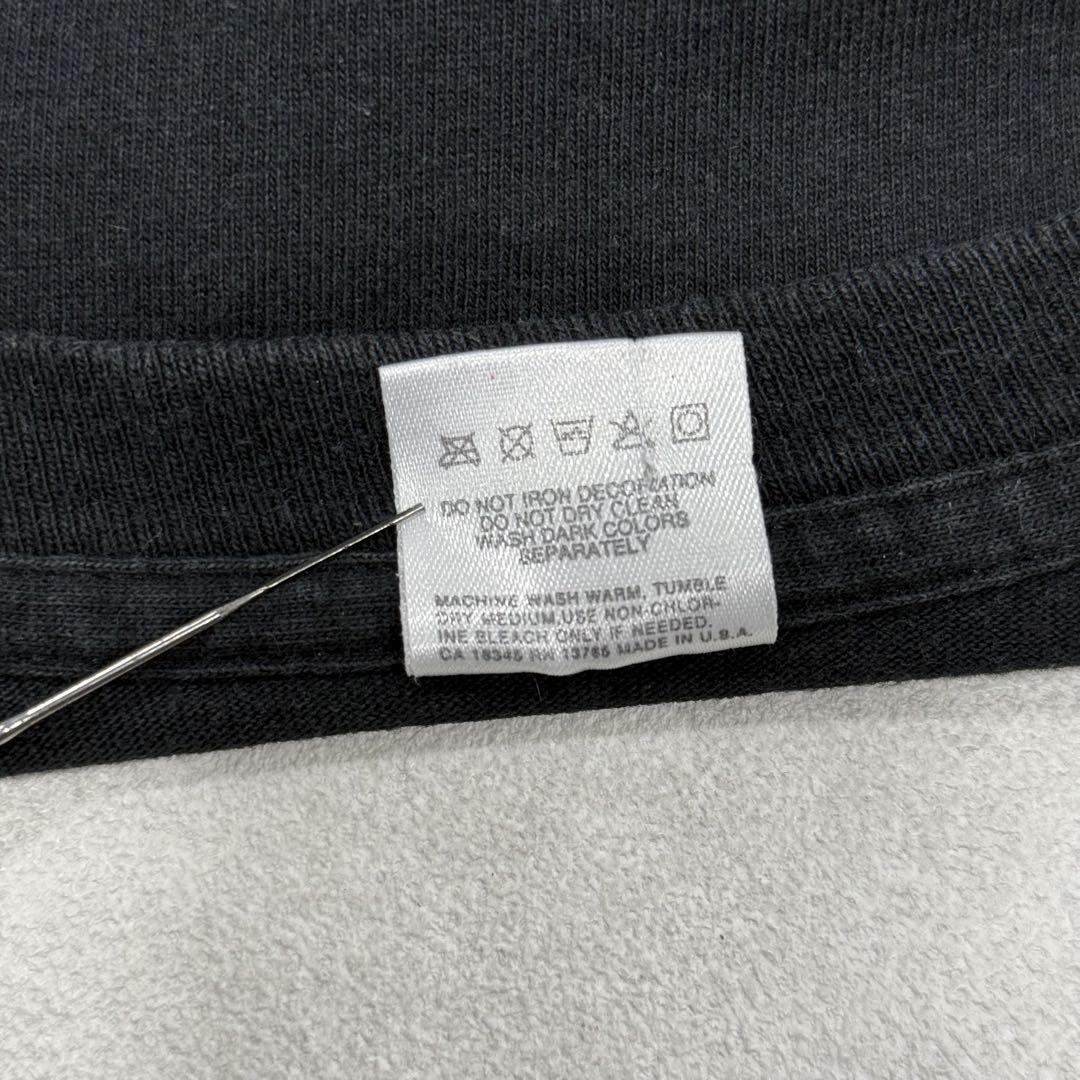 DO NOT IRON DECORATION
DO NOT DRY CLEAN
WASH DARK COLORS
SEPARATELY
MACHINE WASH WARM, TUMBLE
DRY MEDIUM, USE NON-CHLOR-
INE BLEACH ONLY IF NEEDED.
CA 18345 RN 13765 MADE IN U.S.A.